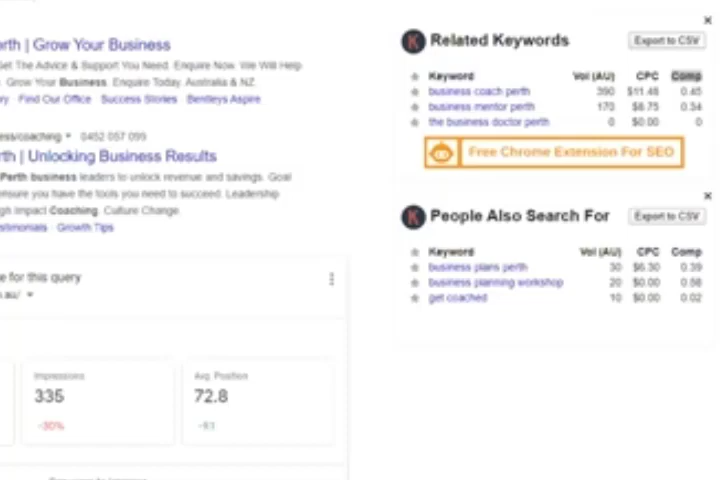 erth | Grow Your Business
Get The Advice & Support You Need. Enquire Now. We Will Help
Grow Your Business. Enquire Today. Australia & NZ.
ry · Find Our Office · Success Stories · Bentleys Aspire
ess/coaching ▾ 0452 057 099
rth | Unlocking Business Results
Perth business leaders to unlock revenue and savings. Goal
ensure you have the tools you need to succeed. Leadership
gh Impact Coaching. Culture Change.
stimonials · Growth Tips
e for this query
n.au/ ▾
Impressions
335
-30%
Avg. Position
72.8
-93
Related Keywords
Export to CSV
Keyword Vol (AU) CPC Comp
business coach perth 390 $11.46 0.45
business mentor perth 170 $8.75 0.34
the business doctor perth 0 $0.00 0
Free Chrome Extension For SEO
People Also Search For
Export to CSV
Keyword Vol (AU) CPC Comp
business plans perth 30 $6.30 0.39
business planning workshop 20 $0.00 0.58
get coached 10 $0.00 0.02